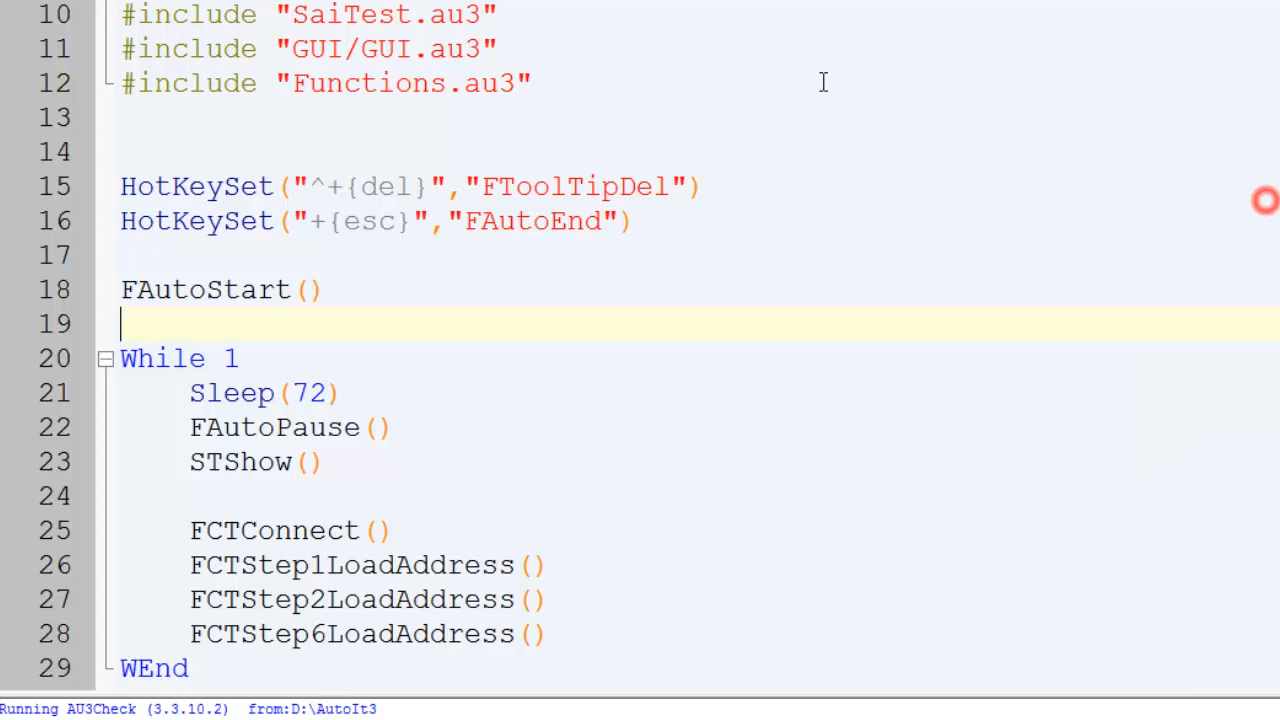 10 #include "SaiTest.au3"
11 #include "GUI/GUI.au3"
12 #include "Functions.au3"
13
14
15 HotKeySet("^+{del}","FToolTipDel")
16 HotKeySet("+{esc}","FAutoEnd")
17
18 FAutoStart()
19
20 While 1
21 Sleep(72)
22 FAutoPause()
23 STShow()
24
25 FCTConnect()
26 FCTStep1LoadAddress()
27 FCTStep2LoadAddress()
28 FCTStep6LoadAddress()
29 WEnd
Running AU3Check (3.3.10.2) from:D:\AutoIt3